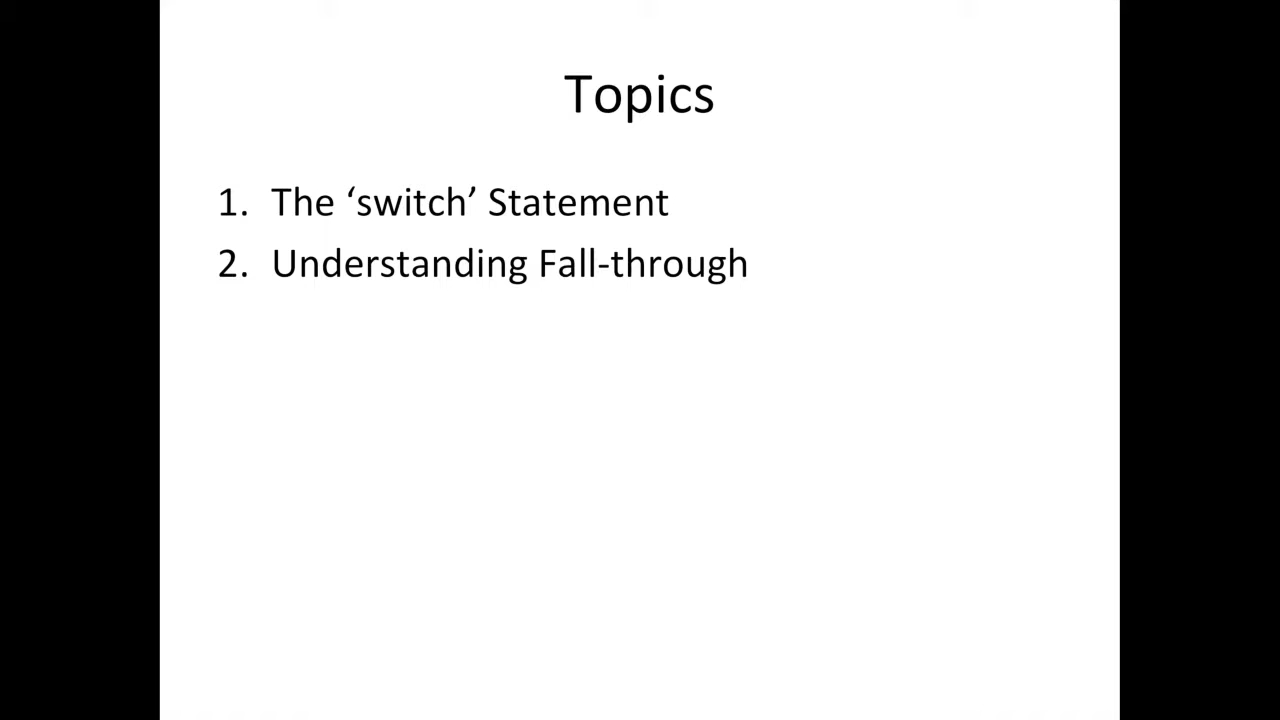 Topics
1. The ‘switch’ Statement
2. Understanding Fall-through